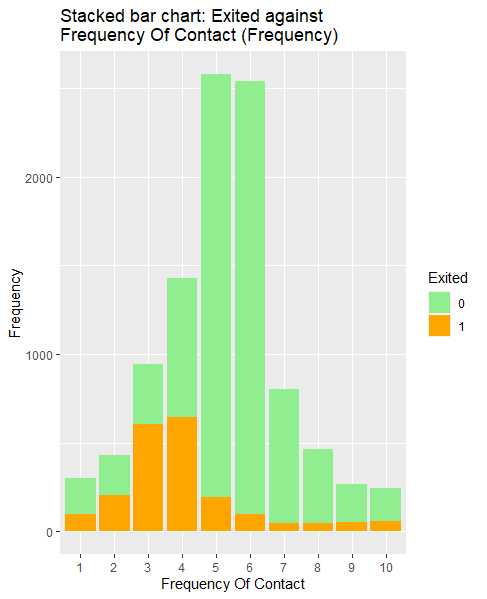 Stacked bar chart: Exited against
Frequency Of Contact (Frequency)
2000
1000
0
Frequency
1 2 3 4 5 6 7 8 9 10
Frequency Of Contact
Exited
0
1